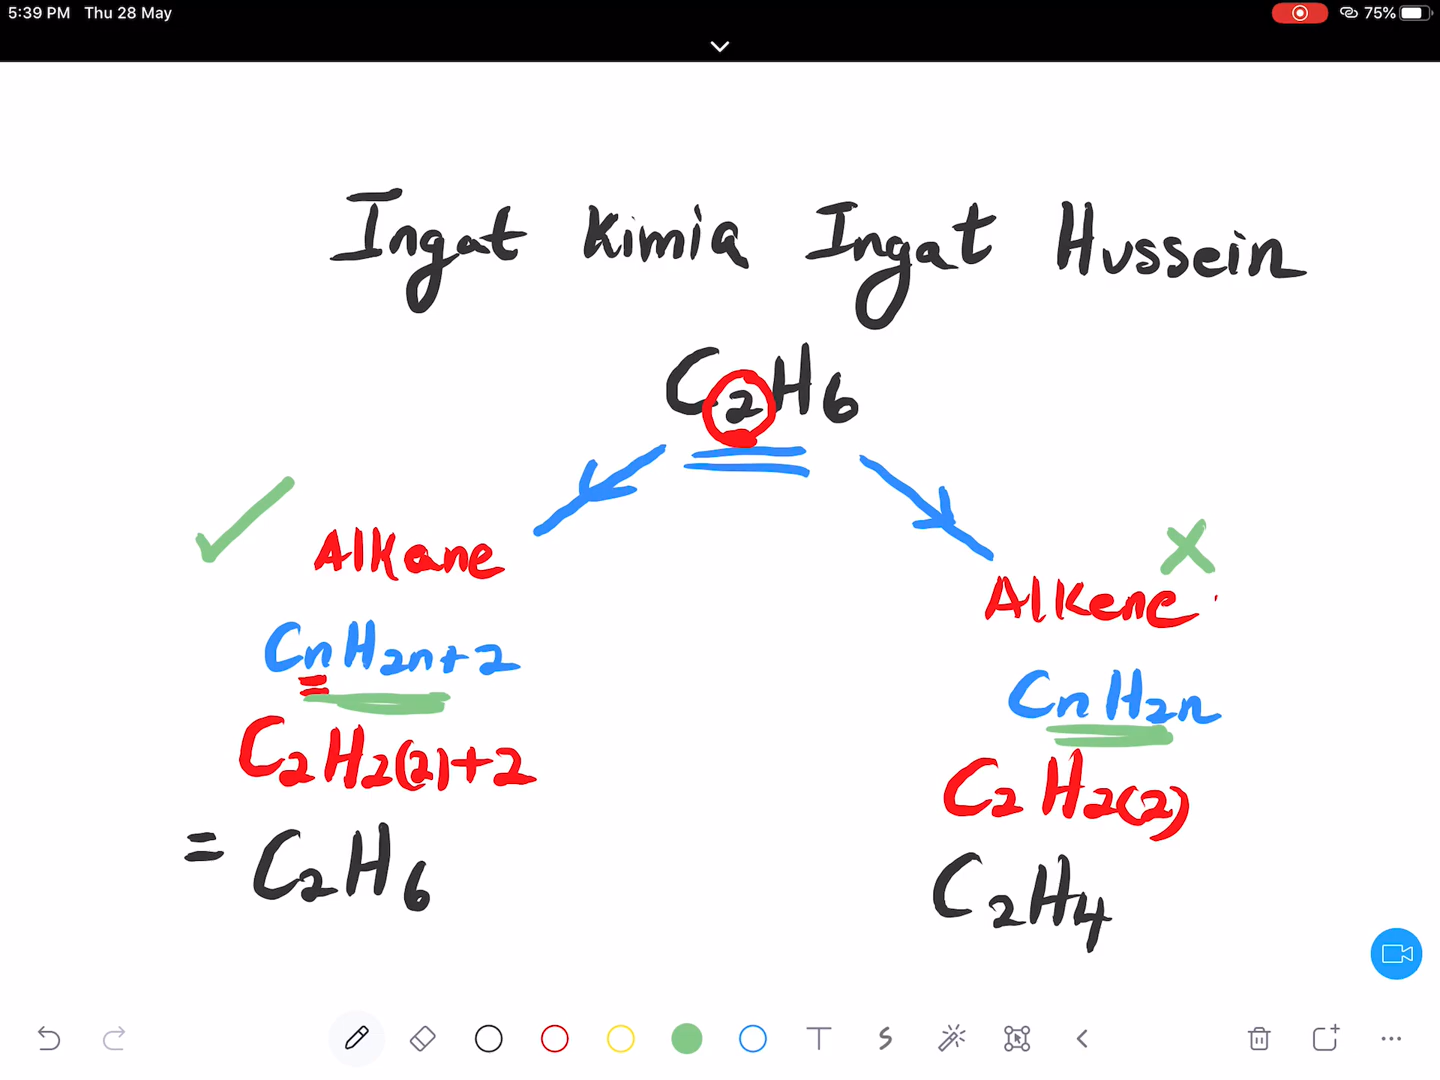 5:39 PM Thu 28 May 75%
Ingat Kimia Ingat Hussein
C2H6
Alkane
Alkene
CnH2n+2
CnH2n
C2H2(2)+2
C2H2(2)
= C2H6
C2H4
T